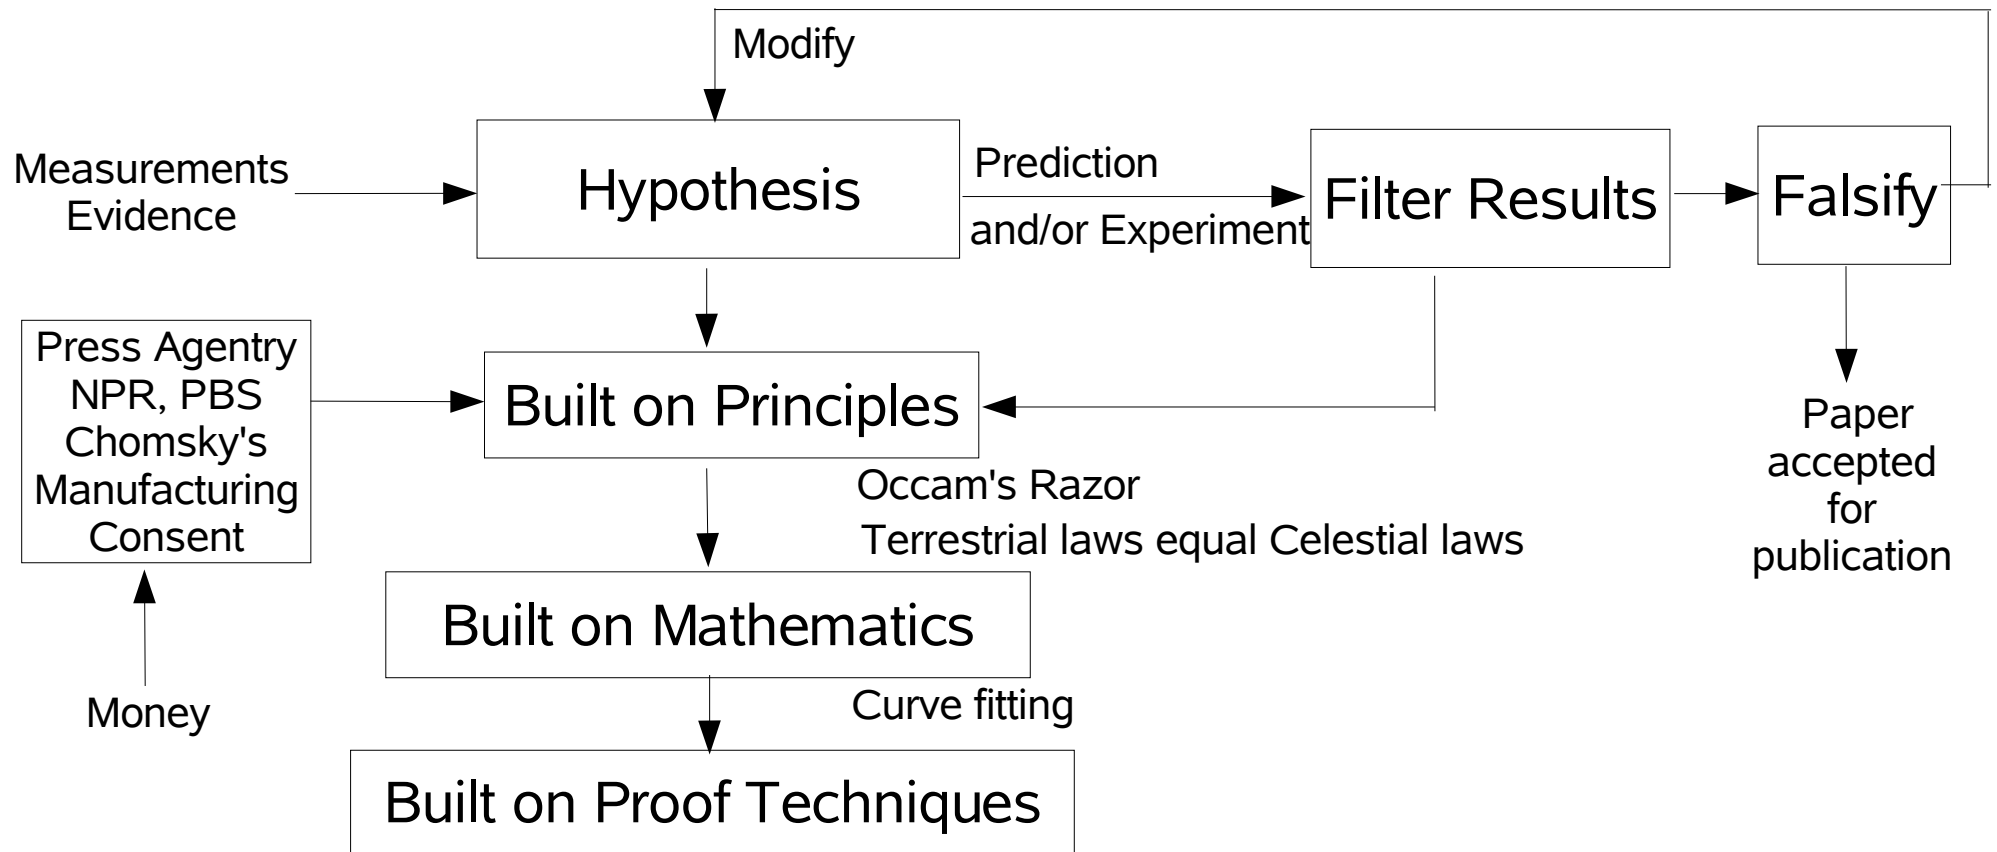 Modify
Measurements
Evidence
Hypothesis
Prediction
and/or Experiment
Filter Results
Falsify
Press Agentry
NPR, PBS
Chomsky's
Manufacturing
Consent
Built on Principles
Paper
accepted
for
publication
Occam's Razor
Terrestrial laws equal Celestial laws
Built on Mathematics
Money
Curve fitting
Built on Proof Techniques